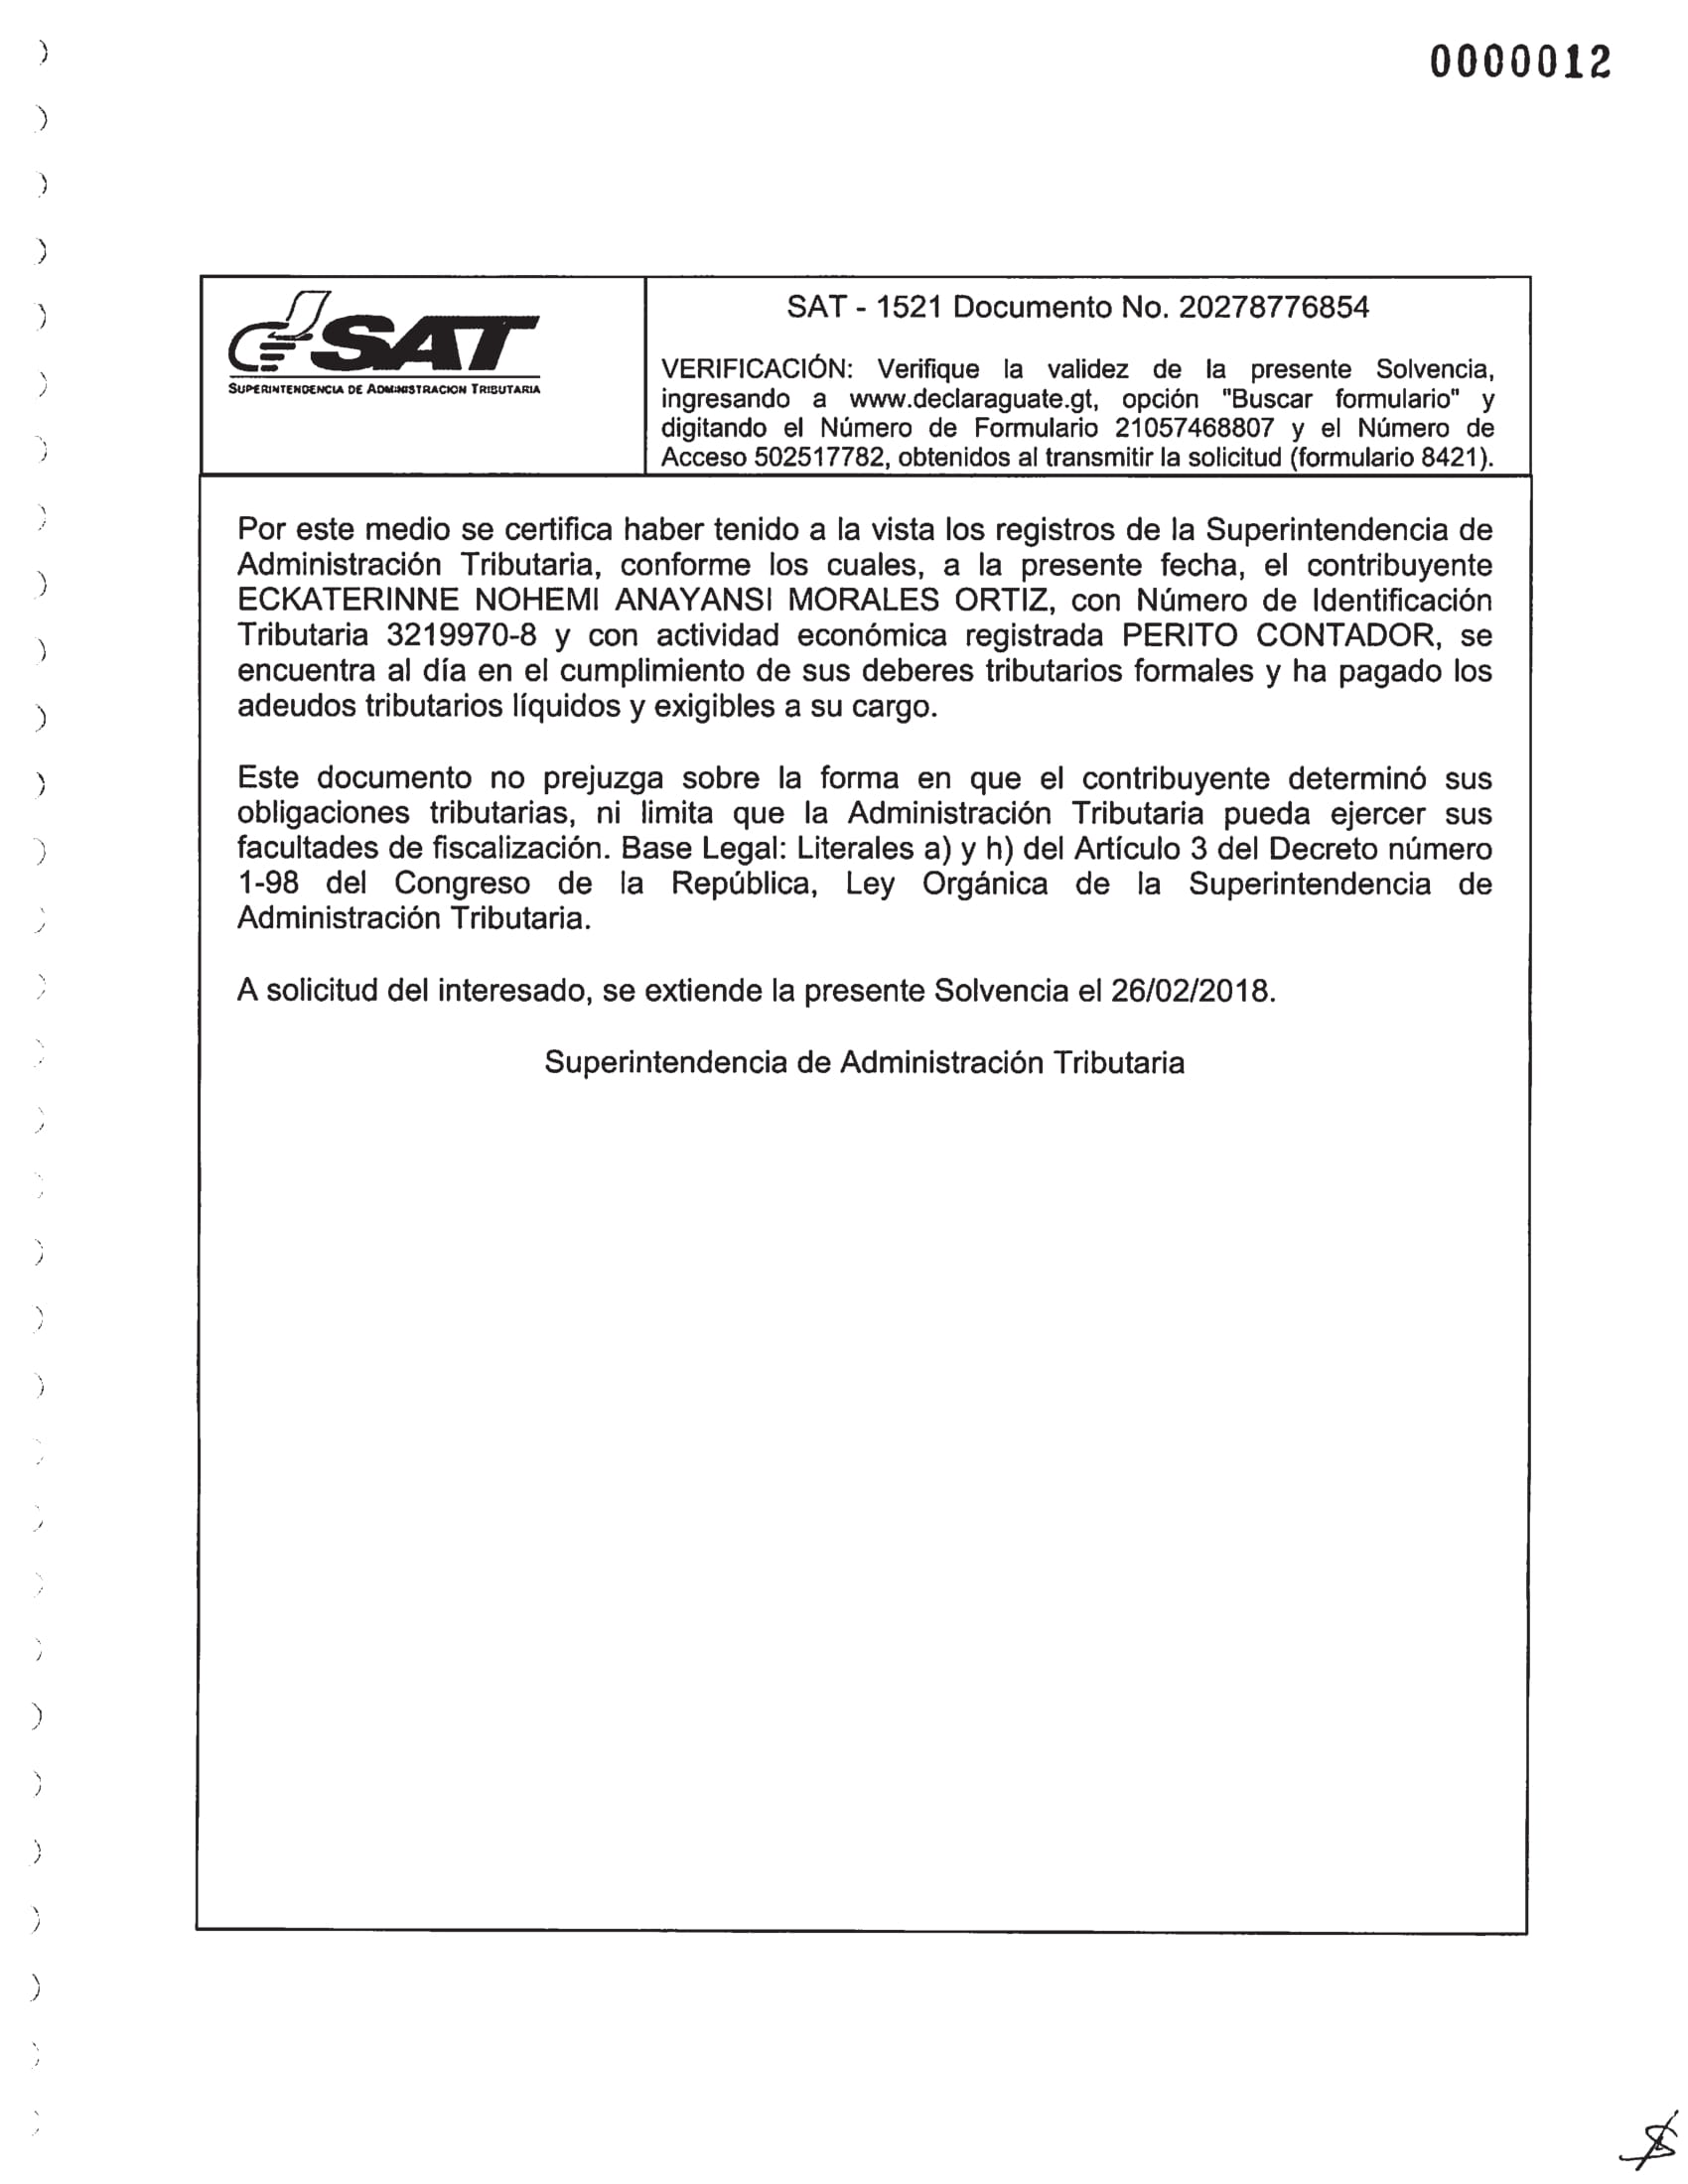 0000012
SAT
SUPERINTENDENCIA DE ADMINISTRACION TRIBUTARIA
SAT - 1521 Documento No. 20278776854
VERIFICACIÓN: Verifique la validez de la presente Solvencia,
ingresando a www.declaraguate.gt, opción "Buscar formulario" y
digitando el Número de Formulario 21057468807 y el Número de
Acceso 502517782, obtenidos al transmitir la solicitud (formulario 8421).
Por este medio se certifica haber tenido a la vista los registros de la Superintendencia de
Administración Tributaria, conforme los cuales, a la presente fecha, el contribuyente
ECKATERINNE NOHEMI ANAYANSI MORALES ORTIZ, con Número de Identificación
Tributaria 3219970-8 y con actividad económica registrada PERITO CONTADOR, se
encuentra al día en el cumplimiento de sus deberes tributarios formales y ha pagado los
adeudos tributarios líquidos y exigibles a su cargo.
Este documento no prejuzga sobre la forma en que el contribuyente determinó sus
obligaciones tributarias, ni limita que la Administración Tributaria pueda ejercer sus
facultades de fiscalización. Base Legal: Literales a) y h) del Artículo 3 del Decreto número
1-98 del Congreso de la República, Ley Orgánica de la Superintendencia de
Administración Tributaria.
A solicitud del interesado, se extiende la presente Solvencia el 26/02/2018.
Superintendencia de Administración Tributaria